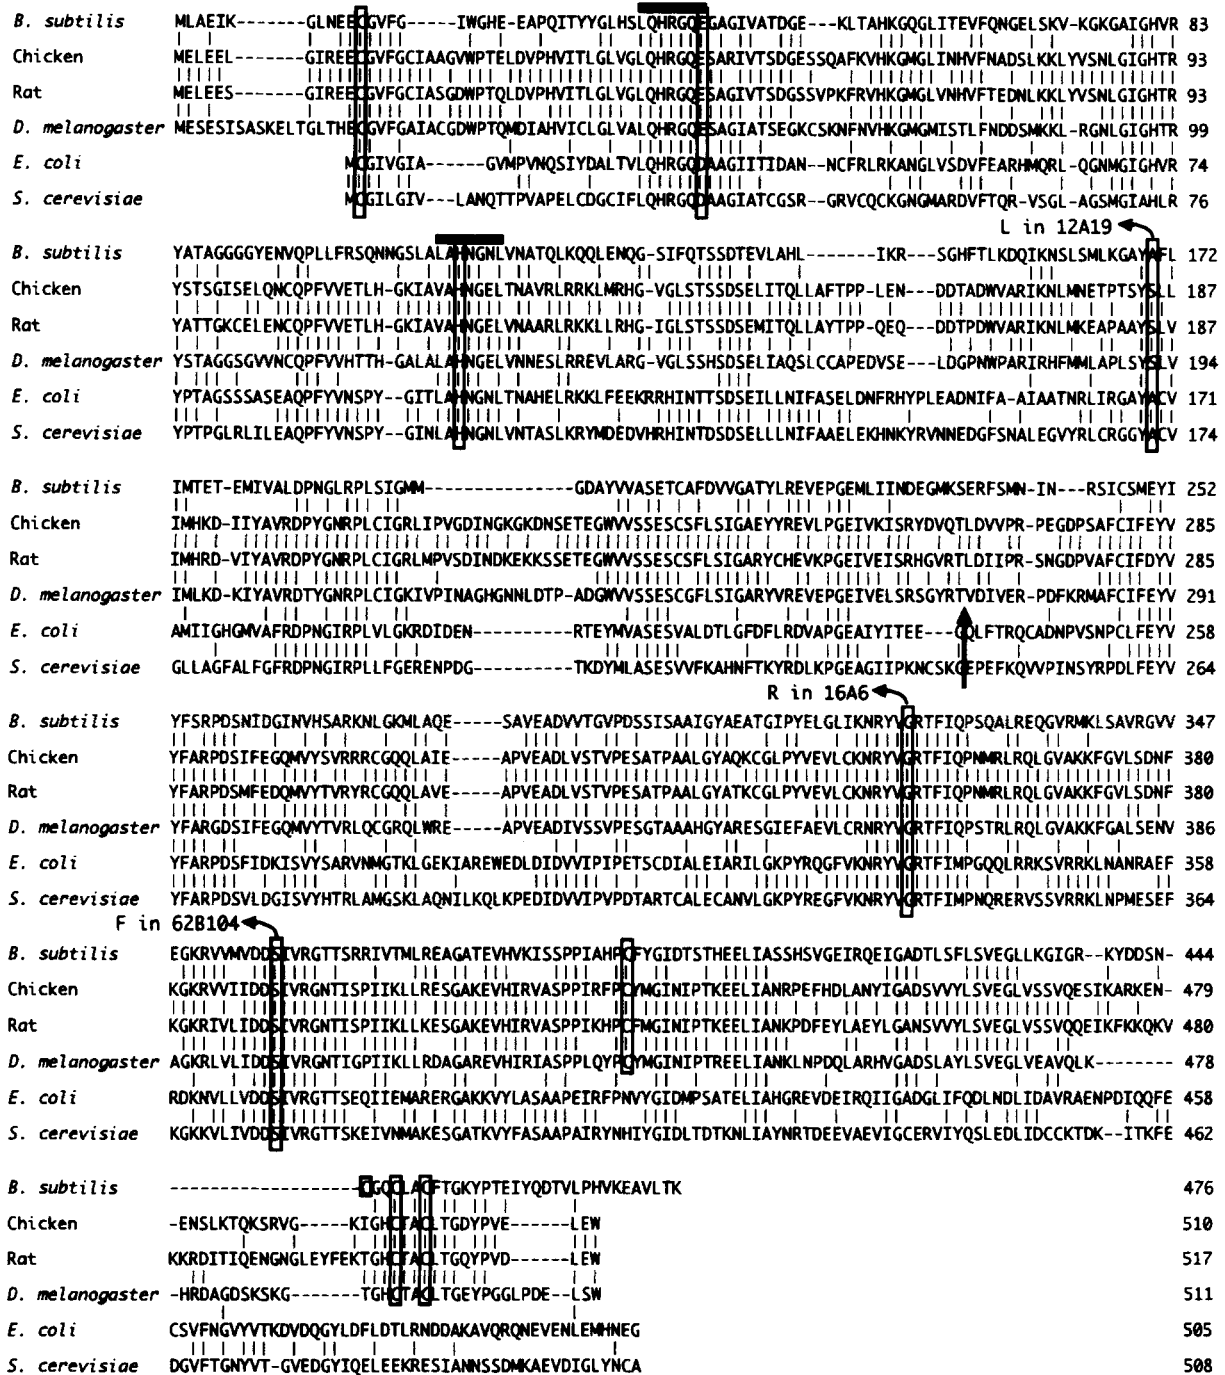 B. subtilis MLAEIK-------GLNEECGVFG-----IWGHE-EAPQITYYGLHSLQHRGQEGAGIVATDGE---KLTAHKGQGLITEVFQNGELSKV-KGKGAIGHVR 83
Chicken MELEEL-------GIREECGVFGCIAAGVWPTELDVPHVITLGLVGLQHRGQESARIVTSDGESSQAFKVHKGMGLINHVFNADSLKKLYVSNLGIGHTR 93
Rat MELEES-------GIREECGVFGCIASGDWPTQLDVPHVITLGLVGLQHRGQESAGIVTSDGSSVPKFRVHKGMGLVNHVFTEDNLKKLYVSNLGIGHTR 93
D. melanogaster MESESISASKELTGLTHECGVFGAIACGDWPTQMDIAHVICLGLVALQHRGQESAGIATSEGKCSKNFNVHKGMGMISTLFNDDSMKKL-RGNLGIGHTR 99
E. coli MCGIVGIA------GVMPVNQSIYDALTVLQHRGQDAAGIITIDAN--NCFRLRKANGLVSDVFEARHMQRL-QGNMGIGHVR 74
S. cerevisiae MCGILGIV---LANQTTPVAPELCDGCIFLQHRGQDAAGIATCGSR--GRVCQCKGNGMARDVFTQR-VSGL-AGSMGIAHLR 76
L in 12A19
B. subtilis YATAGGGGYENVQPLLFRSQNNGSLALAHNGNLVNATQLKQQLENQG-SIFQTSSDTEVLAHL-------IKR---SGHFTLKDQIKNSLSMLKGAYAFL 172
Chicken YSTSGISELQNCQPFVVETLH-GKIAVAHNGELTNAVRLRRKLMRHG-VGLSTSSDSELITQLLAFTPP-LEN---DDTADWVARIKNLMNETPTSYSLL 187
Rat YATTGKCELENCQPFVVETLH-GKIAVAHNGELVNAARLRKKLLRHG-IGLSTSSDSEMITQLLAYTPP-QEQ--DDTPDWVARIKNLMKEAPAAYSLV 187
D. melanogaster YSTAGGSGVVNCQPFVVHTTH-GALALAHNGELVNNESLRREVLARG-VGLSSHSDSELIAQSLCCAPEDVSE---LDGPNWPARIRHFMMLAPLSYSLV 194
E. coli YPTAGSSSASEAQPFYVNSPY--GITLAHNGNLTNAHELRKKLFEEKRRHINTTSDSEILLNIFASELDNFRHYPLEADNIFA-AIAATNRLIRGAYACV 171
S. cerevisiae YPTPGLRLILEAQPFYVNSPY--GINLAHNGNLVNTASLKRYMDEDVHRHINTDSDSELLLNIFAAELEKHNKYRVNNEDGFSNALEGVYRLCRGGYACV 174
B. subtilis IMTET-EMIVALDPNGLRPLSIGMM---------------GDAYVVASETCAFDVVGATYLREVEPGEMLIINDEGMKSERFSMN-IN---RSICSMEYI 252
Chicken IMHKD-IIYAVRDPYGNRPLCIGRLIPVGDINGKGKDNSETEGWVVSSESCSFLSIGAEYYREVLPGEIVKISRYDVQTLDVVPR-PEGDPSAFCIFEYV 285
Rat IMHRD-VIYAVRDPYGNRPLCIGRLMPVSDINDKEKKSSETEGWVVSSESCSFLSIGARYCHEVKPGEIVEISRHGVRTLDIIPR-SNGDPVAFCIFDYV 285
D. melanogaster IMLKD-KIYAVRDTYGNRPLCIGKIVPINAGHGNNLDTP-ADGWVVSSESCGFLSIGARYVREVEPGEIVELSRSGYRTVDIVER-PDFKRMAFCIFEYV 291
E. coli AMIIGHGMVAFRDPNGIRPLVLGKRDIDEN----------RTEYMVASESVALDTLGFDFLRDVAPGEAIYITEE---GQLFTRQCADNPVSNPCLFEYV 258
S. cerevisiae GLLAGFALFGFRDPNGIRPLLFGERENPDG----------TKDYMLASESVVFKAHNFTKYRDLKPGEAGIIPKNCSKGEPEFKQVVPINSYRPDLFEYV 264
R in 16A6
B. subtilis YFSRPDSNIDGINVHSARKNLGKMLAQE-----SAVEADVVTGVPDSSISAAIGYAEATGIPYELGLIKNRYVGRTFIQPSQALREQGVRMKLSAVRGVV 347
Chicken YFARPDSIFEGQMVYSVRRRCGQQLAIE-----APVEADLVSTVPESATPAALGYAQKCGLPYVEVLCKNRYVGRTFIQPNMRLRQLGVAKKFGVLSDNF 380
Rat YFARPDSMFEDQMVYTVRYRCGQQLAVE-----APVEADLVSTVPESATPAALGYATKCGLPYVEVLCKNRYVGRTFIQPNMRLRQLGVAKKFGVLSDNF 380
D. melanogaster YFARGDSIFEGQMVYTVRLQCGRQLWRE-----APVEADIVSSVPESGTAAAHGYARESGIEFAEVLCRNRYVGRTFIQPSTRLRQLGVAKKFGALSENV 386
E. coli YFARPDSFIDKISVYSARVNMGTKLGEKIAREWEDLDIDVVIPIPETSCDIALEIARILGKPYRQGFVKNRYVGRTFIMPGQQLRRKSVRRKLNANRAEF 358
S. cerevisiae YFARPDSVLDGISVYHTRLAMGSKLAQNILKQLKPEDIDVVIPVPDTARTCALECANVLGKPYREGFVKNRYVGRTFIMPNQRERVSSVRRKLNPMESEF 364
F in 62B104
B. subtilis EGKRVVMVDDSIVRGTTSRRIVTMLREAGATEVHVKISSPPIAHPCFYGIDTSTHEELIASSHSVGEIRQEIGADTLSFLSVEGLLKGIGR--KYDDSN- 444
Chicken KGKRVVIIDDSIVRGNTISPIIKLLRESGAKEVHIRVASPPIRFPCYMGINIPTKEELIANRPEFHDLANYIGADSVVYLSVEGLVSSVQESIKARKEN- 479
Rat KGKRIVLIDDSIVRGNTISPIIKLLKESGAKEVHIRVASPPIKHPCFMGINIPTKEELIANKPDFEYLAEYLGANSVVYLSVEGLVSSVQQEIKFKKQKV 480
D. melanogaster AGKRLVLIDDSIVRGNTIGPIIKLLRDAGAREVHIRIASPPLQYPCYMGINIPTREELIANKLNPDQLARHVGADSLAYLSVEGLVEAVQLK-------- 478
E. coli RDKNVLLVDDSIVRGTTSEQIIEMARERGAKKVYLASAAPEIRFPNVYGIDMPSATELIAHGREVDEIRQIIGADGLIFQDLNDLIDAVRAENPDIQQFE 458
S. cerevisiae KGKKVLIVDDSIVRGTTSKEIVNMAKESGATKVYFASAAPAIRYNHIYGIDLTDTKNLIAYNRTDEEVAEVIGCERVIYQSLEDLIDCCKTDK--ITKFE 462
B. subtilis -------------------CGQCLACFTGKYPTEIYQDTVLPHVKEAVLTK 476
Chicken -ENSLKTQKSRVG-----KIGHCTACLTGDYPVE------LEW 510
Rat KKRDITIQENGNGLEYFEKTGHCTACLTGQYPVD------LEW 517
D. melanogaster -HRDAGDSKSKG-------TGHCTACLTGEYPGGLPDE--LSW 511
E. coli CSVFNGVYVTKDVDQGYLDFLDTLRNDDAKAVQRQNEVENLEMHNEG 505
S. cerevisiae DGVFTGNYVT-GVEDGYIQELEEKRESIANNSSDMKAEVDIGLYNCA 508